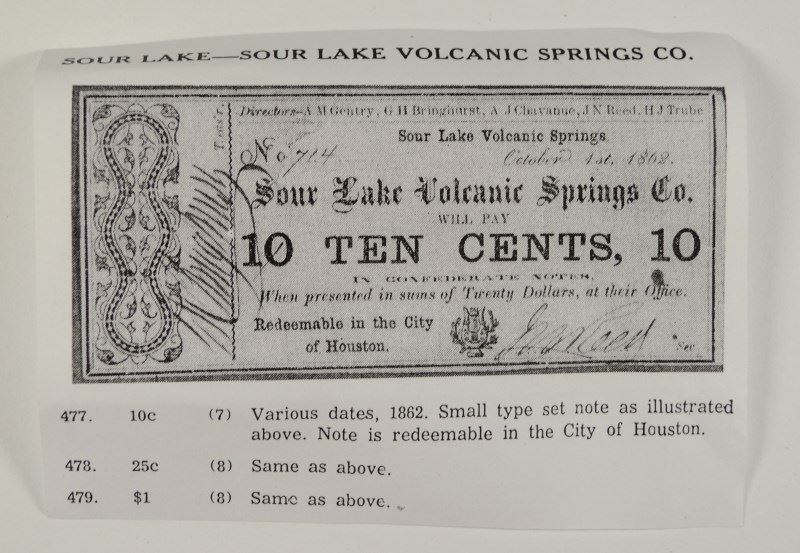 SOUR LAKE—SOUR LAKE VOLCANIC SPRINGS CO.
Directors—A M Gentry, G H Bringhurst, A J Chavanne, J N Reed, H J Trube
Sour Lake Volcanic Springs
No 714
October 1st, 1862.
Sour Lake Volcanic Springs Co.
WILL PAY
10 TEN CENTS, 10
IN CONFEDERATE NOTES,
When presented in sums of Twenty Dollars, at their Office.
Redeemable in the City
of Houston.
Sec
477. 10c (7) Various dates, 1862. Small type set note as illustrated
above. Note is redeemable in the City of Houston.
478. 25c (8) Same as above.
479. $1 (8) Same as above.